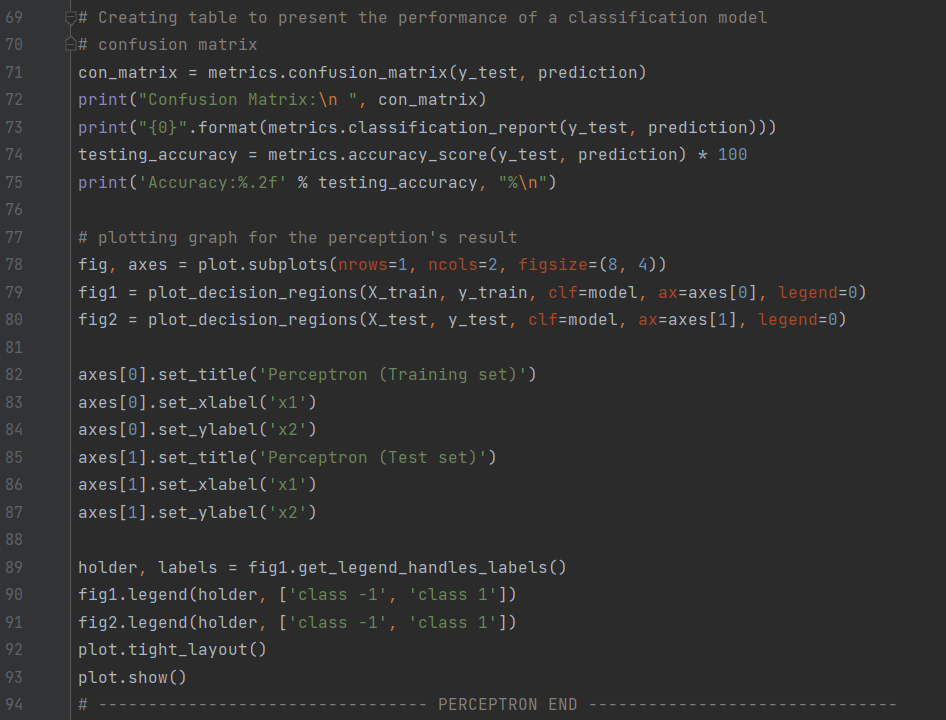 69 # Creating table to present the performance of a classification model
70 # confusion matrix
71 con_matrix = metrics.confusion_matrix(y_test, prediction)
72 print("Confusion Matrix:\n ", con_matrix)
73 print("{0}".format(metrics.classification_report(y_test, prediction)))
74 testing_accuracy = metrics.accuracy_score(y_test, prediction) * 100
75 print('Accuracy:%.2f' % testing_accuracy, "%\n")
76
77 # plotting graph for the perception's result
78 fig, axes = plot.subplots(nrows=1, ncols=2, figsize=(8, 4))
79 fig1 = plot_decision_regions(X_train, y_train, clf=model, ax=axes[0], legend=0)
80 fig2 = plot_decision_regions(X_test, y_test, clf=model, ax=axes[1], legend=0)
81
82 axes[0].set_title('Perceptron (Training set)')
83 axes[0].set_xlabel('x1')
84 axes[0].set_ylabel('x2')
85 axes[1].set_title('Perceptron (Test set)')
86 axes[1].set_xlabel('x1')
87 axes[1].set_ylabel('x2')
88
89 holder, labels = fig1.get_legend_handles_labels()
90 fig1.legend(holder, ['class -1', 'class 1'])
91 fig2.legend(holder, ['class -1', 'class 1'])
92 plot.tight_layout()
93 plot.show()
94 # --------------------------------- PERCEPTRON END -------------------------------